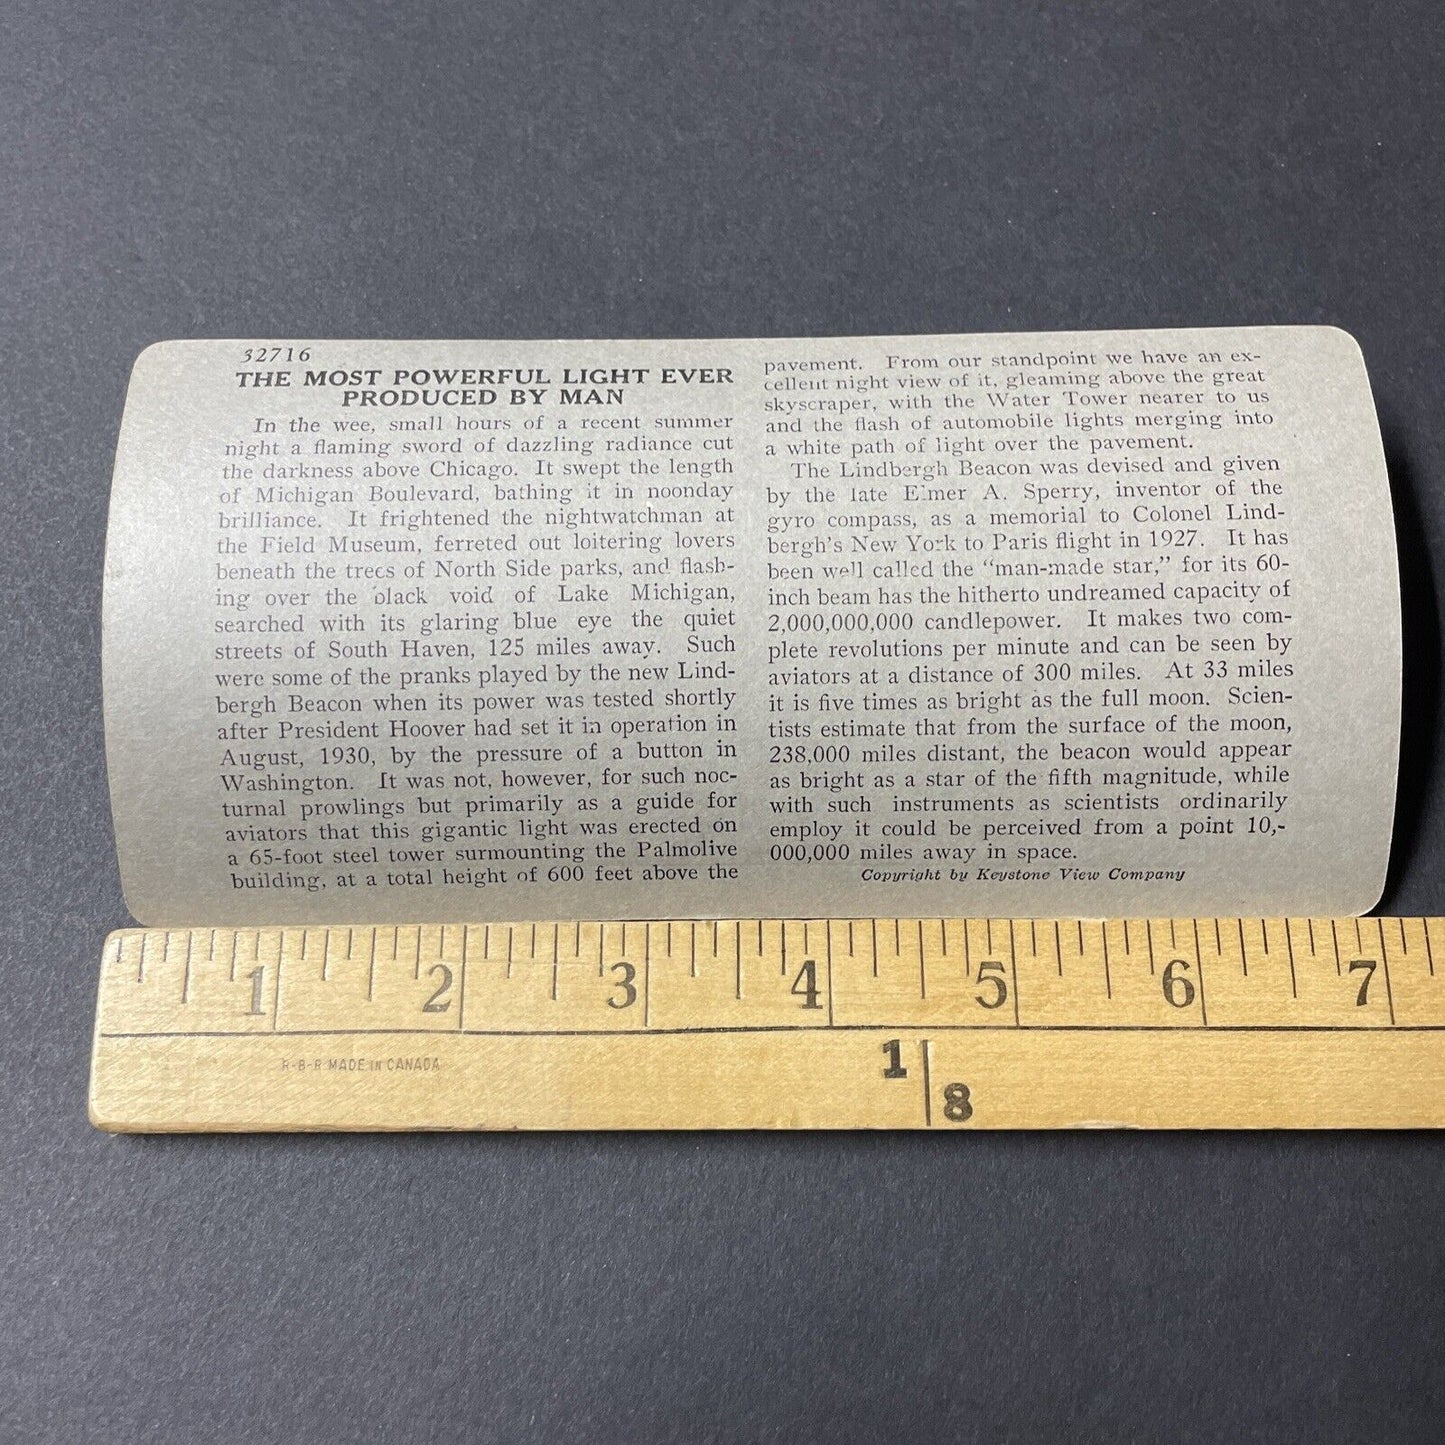 32716
THE MOST POWERFUL LIGHT EVER
PRODUCED BY MAN
In the wee, small hours of a recent summer
night a flaming sword of dazzling radiance cut
the darkness above Chicago. It swept the length
of Michigan Boulevard, bathing it in noonday
brilliance. It frightened the nightwatchman at
the Field Museum, ferreted out loitering lovers
beneath the trees of North Side parks, and flash-
ing over the black void of Lake Michigan,
searched with its glaring blue eye the quiet
streets of South Haven, 125 miles away. Such
were some of the pranks played by the new Lind-
bergh Beacon when its power was tested shortly
after President Hoover had set it in operation in
August, 1930, by the pressure of a button in
Washington. It was not, however, for such noc-
turnal prowlings but primarily as a guide for
aviators that this gigantic light was erected on
a 65-foot steel tower surmounting the Palmolive
building, at a total height of 600 feet above the
pavement. From our standpoint we have an ex-
cellent night view of it, gleaming above the great
skyscraper, with the Water Tower nearer to us
and the flash of automobile lights merging into
a white path of light over the pavement.
The Lindbergh Beacon was devised and given
by the late Elmer A. Sperry, inventor of the
gyro compass, as a memorial to Colonel Lind-
bergh's New York to Paris flight in 1927. It has
been well called the "man-made star," for its 60-
inch beam has the hitherto undreamed capacity of
2,000,000,000 candlepower. It makes two com-
plete revolutions per minute and can be seen by
aviators at a distance of 300 miles. At 33 miles
it is five times as bright as the full moon. Scien-
tists estimate that from the surface of the moon,
238,000 miles distant, the beacon would appear
as bright as a star of the fifth magnitude, while
with such instruments as scientists ordinarily
employ it could be perceived from a point 10,-
000,000 miles away in space.
Copyright by Keystone View Company
1 2 3 4 5 6 7
R-B-R MADE IN CANADA
1
8